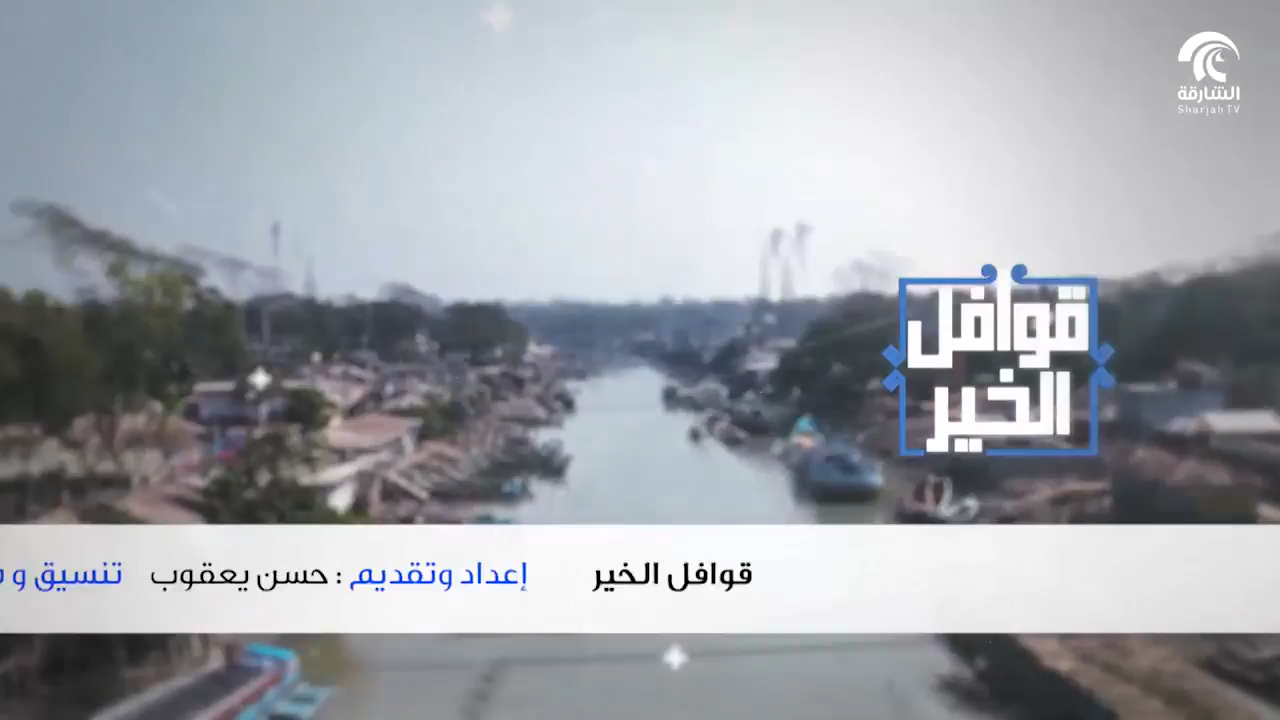 الشارقة
Sharjah TV
قوافل
الخير
قوافل الخير إعداد وتقديم : حسن يعقوب تنسيق و